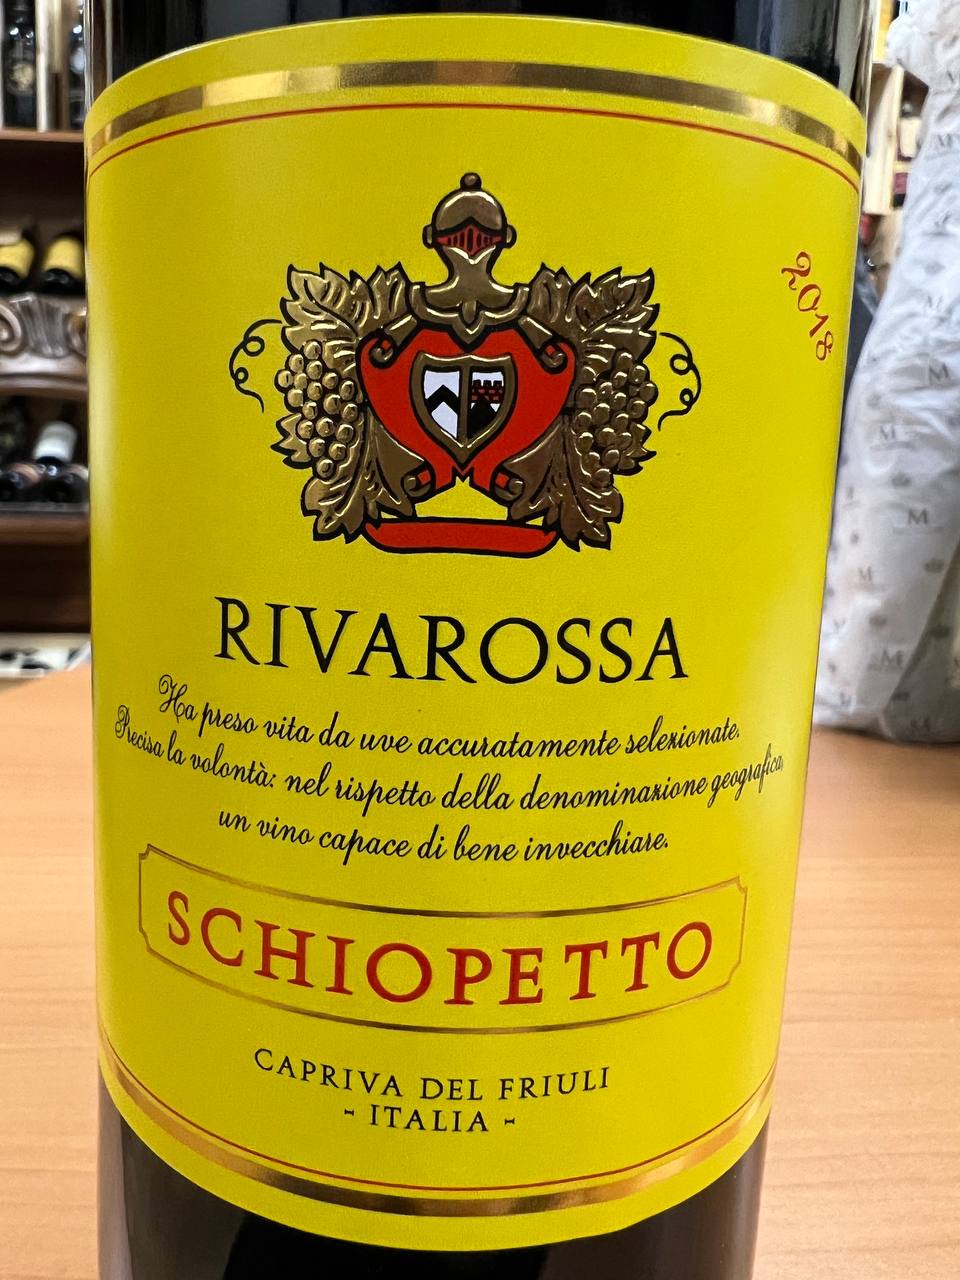 2018
RIVAROSSA
Ha preso vita da uve accuratamente selezionate.
Precisa la volontà: nel rispetto della denominazione geografica,
un vino capace di bene invecchiare.
SCHIOPETTO
CAPRIVA DEL FRIULI
- ITALIA -
M
M
M